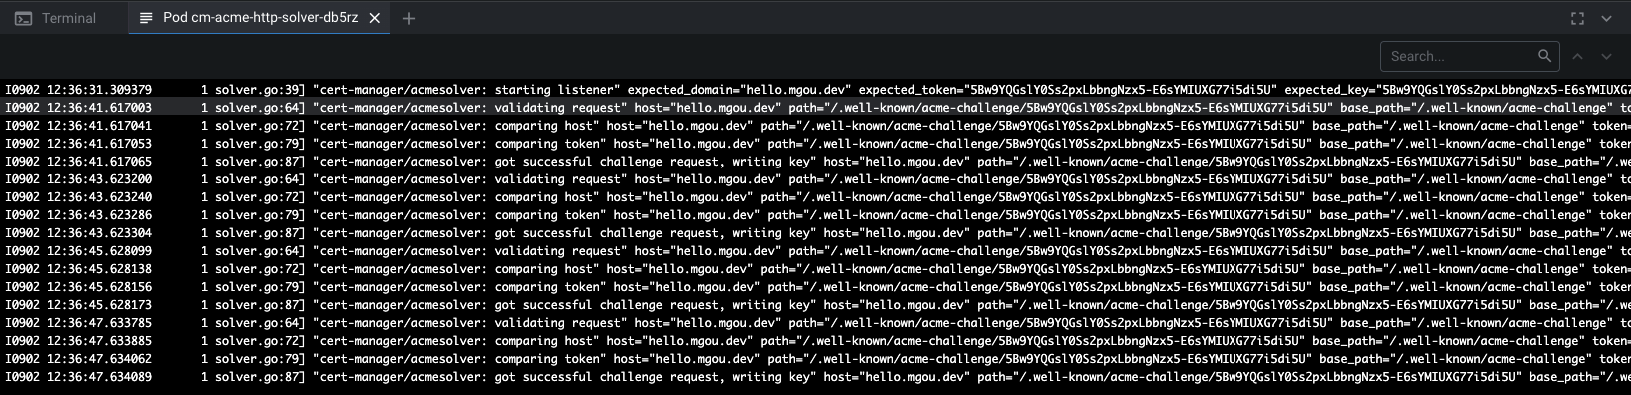 Terminal
Pod cm-acme-http-solver-db5rz
Search...
I0902 12:36:31.309379 1 solver.go:39] "cert-manager/acmesolver: starting listener" expected_domain="hello.mgou.dev" expected_token="5Bw9YQGslY0Ss2pxLbbngNzx5-E6sYMIUXG77i5di5U" expected_key="5Bw9YQGslY0Ss2pxLbbngNzx5-E6sYMIUXG7
I0902 12:36:41.617003 1 solver.go:64] "cert-manager/acmesolver: validating request" host="hello.mgou.dev" path="/.well-known/acme-challenge/5Bw9YQGslY0Ss2pxLbbngNzx5-E6sYMIUXG77i5di5U" base_path="/.well-known/acme-challenge" to
I0902 12:36:41.617041 1 solver.go:72] "cert-manager/acmesolver: comparing host" host="hello.mgou.dev" path="/.well-known/acme-challenge/5Bw9YQGslY0Ss2pxLbbngNzx5-E6sYMIUXG77i5di5U" base_path="/.well-known/acme-challenge" token=
I0902 12:36:41.617053 1 solver.go:79] "cert-manager/acmesolver: comparing token" host="hello.mgou.dev" path="/.well-known/acme-challenge/5Bw9YQGslY0Ss2pxLbbngNzx5-E6sYMIUXG77i5di5U" base_path="/.well-known/acme-challenge" token
I0902 12:36:41.617065 1 solver.go:87] "cert-manager/acmesolver: got successful challenge request, writing key" host="hello.mgou.dev" path="/.well-known/acme-challenge/5Bw9YQGslY0Ss2pxLbbngNzx5-E6sYMIUXG77i5di5U" base_path="/.we
I0902 12:36:43.623200 1 solver.go:64] "cert-manager/acmesolver: validating request" host="hello.mgou.dev" path="/.well-known/acme-challenge/5Bw9YQGslY0Ss2pxLbbngNzx5-E6sYMIUXG77i5di5U" base_path="/.well-known/acme-challenge" to
I0902 12:36:43.623240 1 solver.go:72] "cert-manager/acmesolver: comparing host" host="hello.mgou.dev" path="/.well-known/acme-challenge/5Bw9YQGslY0Ss2pxLbbngNzx5-E6sYMIUXG77i5di5U" base_path="/.well-known/acme-challenge" token=
I0902 12:36:43.623286 1 solver.go:79] "cert-manager/acmesolver: comparing token" host="hello.mgou.dev" path="/.well-known/acme-challenge/5Bw9YQGslY0Ss2pxLbbngNzx5-E6sYMIUXG77i5di5U" base_path="/.well-known/acme-challenge" token
I0902 12:36:43.623304 1 solver.go:87] "cert-manager/acmesolver: got successful challenge request, writing key" host="hello.mgou.dev" path="/.well-known/acme-challenge/5Bw9YQGslY0Ss2pxLbbngNzx5-E6sYMIUXG77i5di5U" base_path="/.we
I0902 12:36:45.628099 1 solver.go:64] "cert-manager/acmesolver: validating request" host="hello.mgou.dev" path="/.well-known/acme-challenge/5Bw9YQGslY0Ss2pxLbbngNzx5-E6sYMIUXG77i5di5U" base_path="/.well-known/acme-challenge" to
I0902 12:36:45.628138 1 solver.go:72] "cert-manager/acmesolver: comparing host" host="hello.mgou.dev" path="/.well-known/acme-challenge/5Bw9YQGslY0Ss2pxLbbngNzx5-E6sYMIUXG77i5di5U" base_path="/.well-known/acme-challenge" token=
I0902 12:36:45.628156 1 solver.go:79] "cert-manager/acmesolver: comparing token" host="hello.mgou.dev" path="/.well-known/acme-challenge/5Bw9YQGslY0Ss2pxLbbngNzx5-E6sYMIUXG77i5di5U" base_path="/.well-known/acme-challenge" token
I0902 12:36:45.628173 1 solver.go:87] "cert-manager/acmesolver: got successful challenge request, writing key" host="hello.mgou.dev" path="/.well-known/acme-challenge/5Bw9YQGslY0Ss2pxLbbngNzx5-E6sYMIUXG77i5di5U" base_path="/.we
I0902 12:36:47.633785 1 solver.go:64] "cert-manager/acmesolver: validating request" host="hello.mgou.dev" path="/.well-known/acme-challenge/5Bw9YQGslY0Ss2pxLbbngNzx5-E6sYMIUXG77i5di5U" base_path="/.well-known/acme-challenge" to
I0902 12:36:47.633885 1 solver.go:72] "cert-manager/acmesolver: comparing host" host="hello.mgou.dev" path="/.well-known/acme-challenge/5Bw9YQGslY0Ss2pxLbbngNzx5-E6sYMIUXG77i5di5U" base_path="/.well-known/acme-challenge" token=
I0902 12:36:47.634062 1 solver.go:79] "cert-manager/acmesolver: comparing token" host="hello.mgou.dev" path="/.well-known/acme-challenge/5Bw9YQGslY0Ss2pxLbbngNzx5-E6sYMIUXG77i5di5U" base_path="/.well-known/acme-challenge" token
I0902 12:36:47.634089 1 solver.go:87] "cert-manager/acmesolver: got successful challenge request, writing key" host="hello.mgou.dev" path="/.well-known/acme-challenge/5Bw9YQGslY0Ss2pxLbbngNzx5-E6sYMIUXG77i5di5U" base_path="/.we